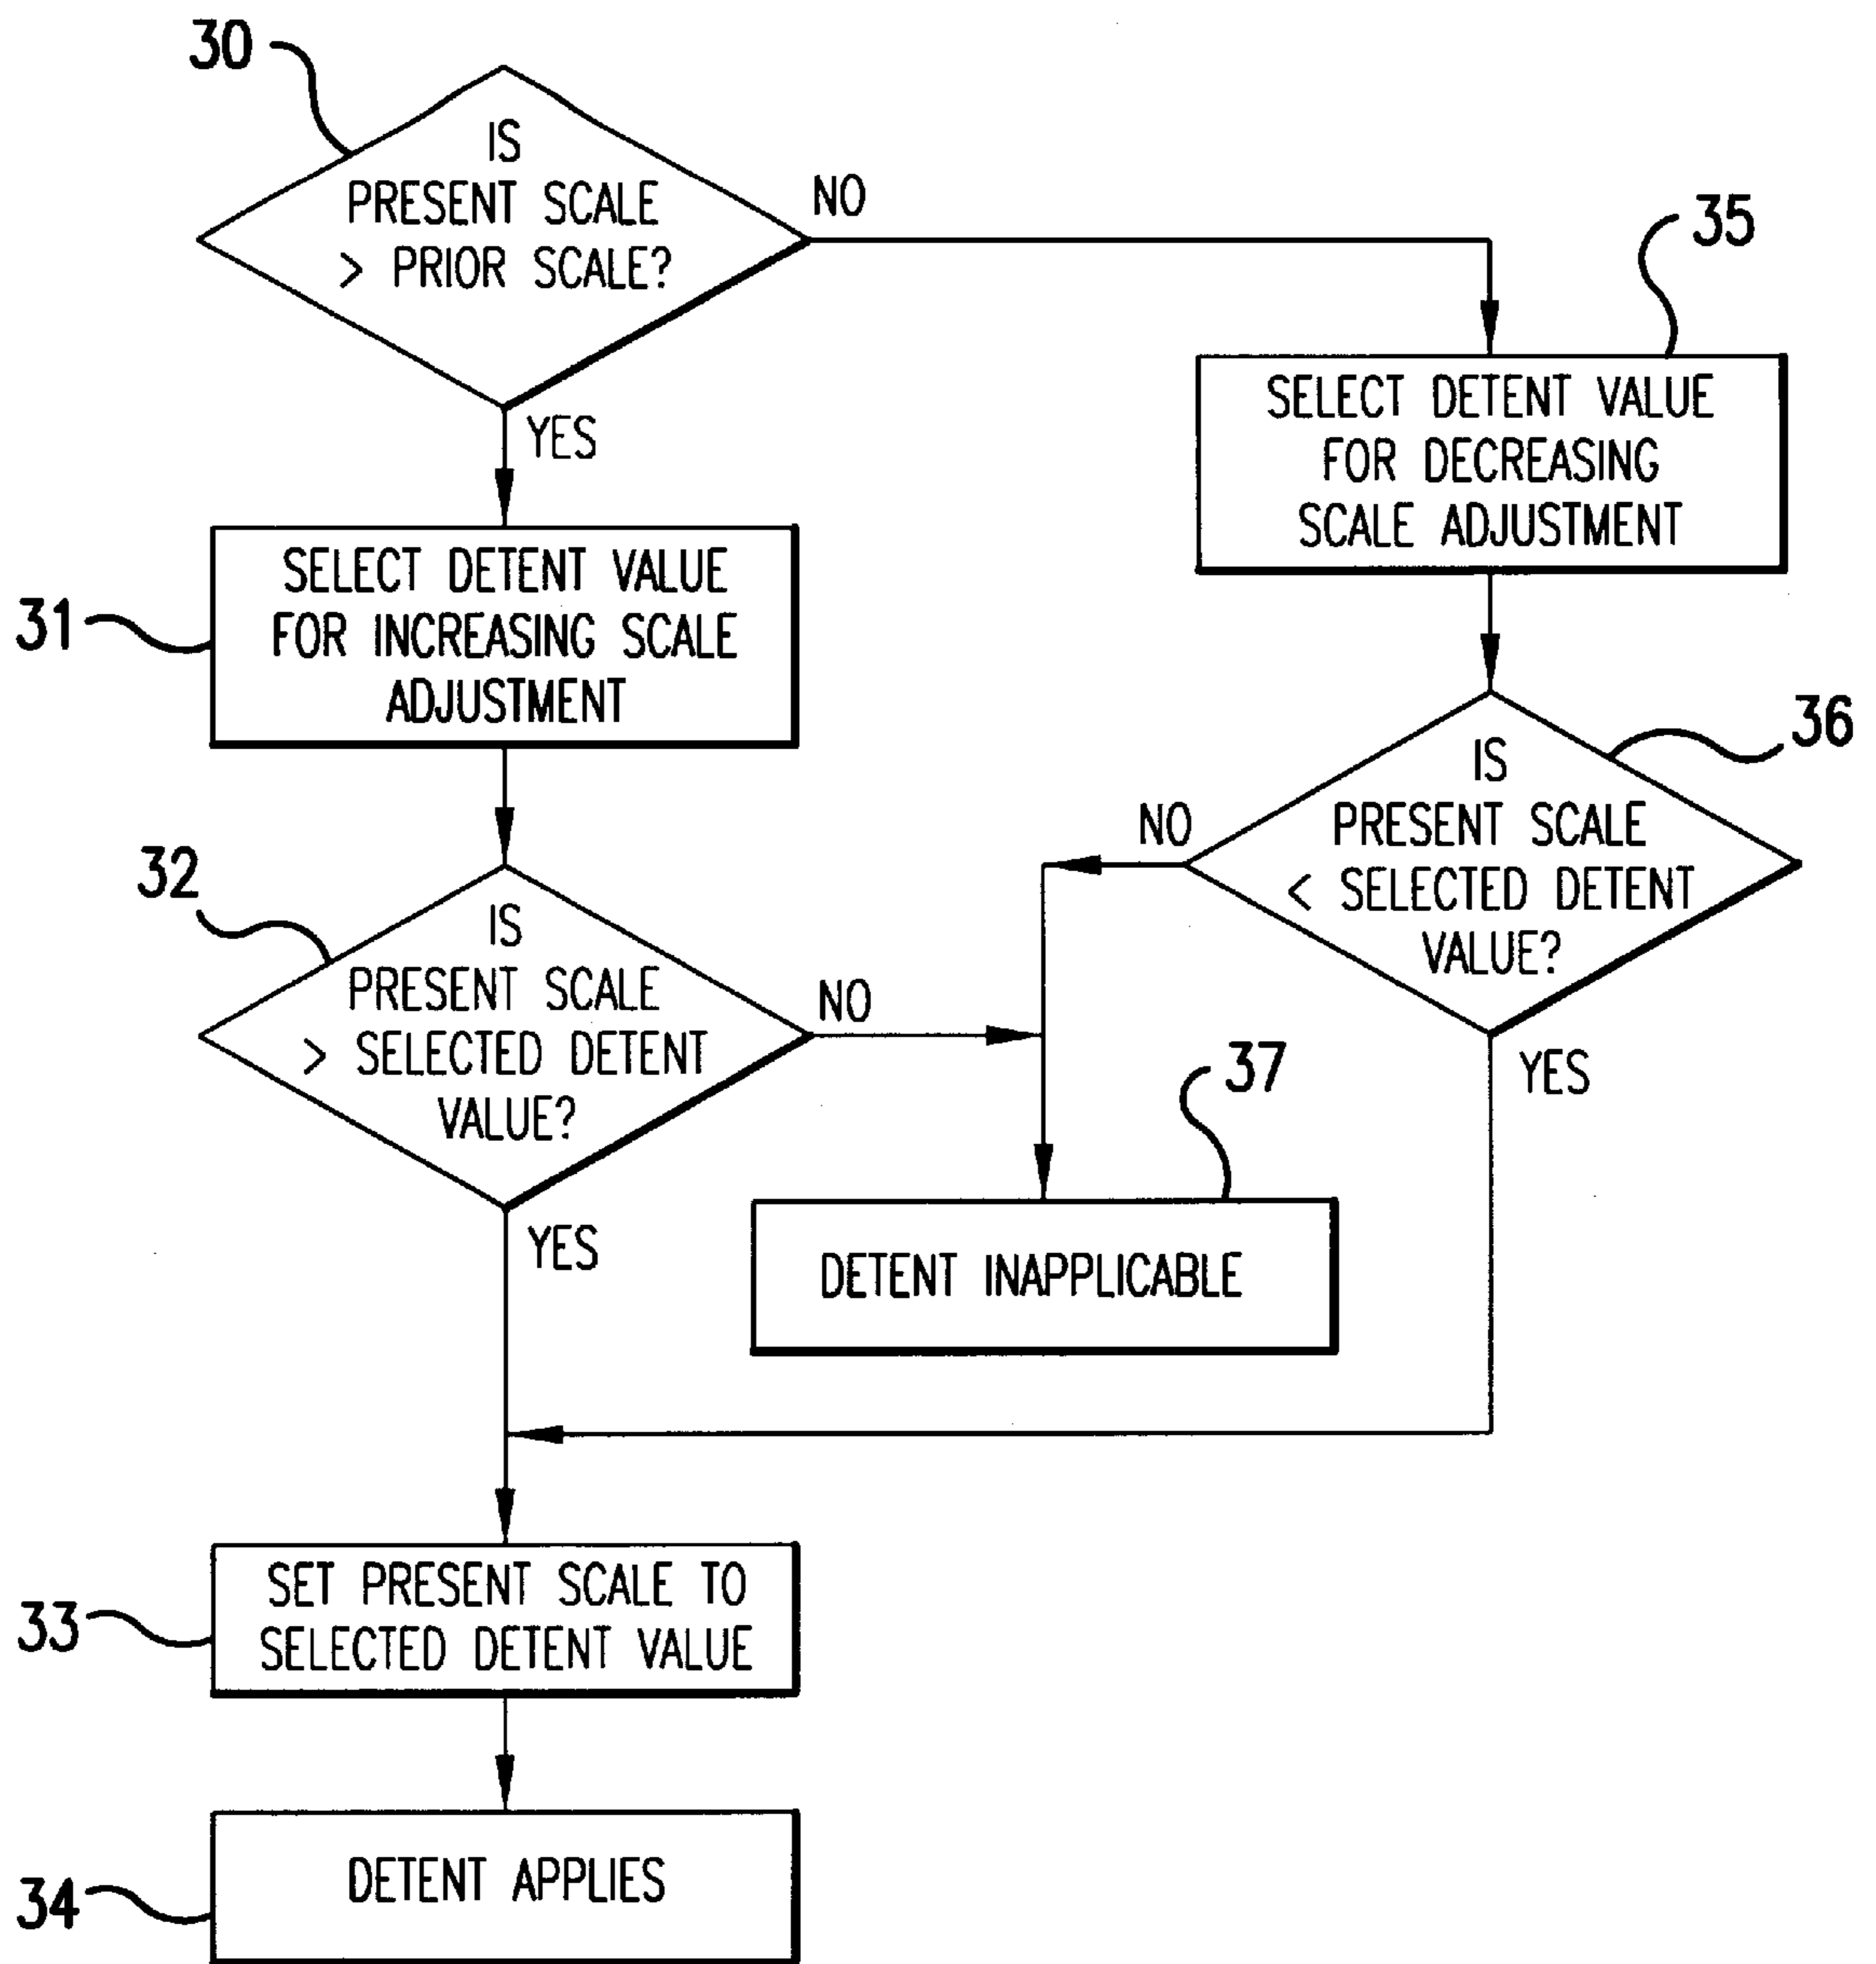 30
IS
PRESENT SCALE
> PRIOR SCALE?
NO
YES
35
SELECT DETENT VALUE
FOR DECREASING
SCALE ADJUSTMENT
31
SELECT DETENT VALUE
FOR INCREASING SCALE
ADJUSTMENT
36
IS
PRESENT SCALE
< SELECTED DETENT
VALUE?
NO
YES
32
IS
PRESENT SCALE
> SELECTED DETENT
VALUE?
NO
YES
37
DETENT INAPPLICABLE
33
SET PRESENT SCALE TO
SELECTED DETENT VALUE
34
DETENT APPLIES